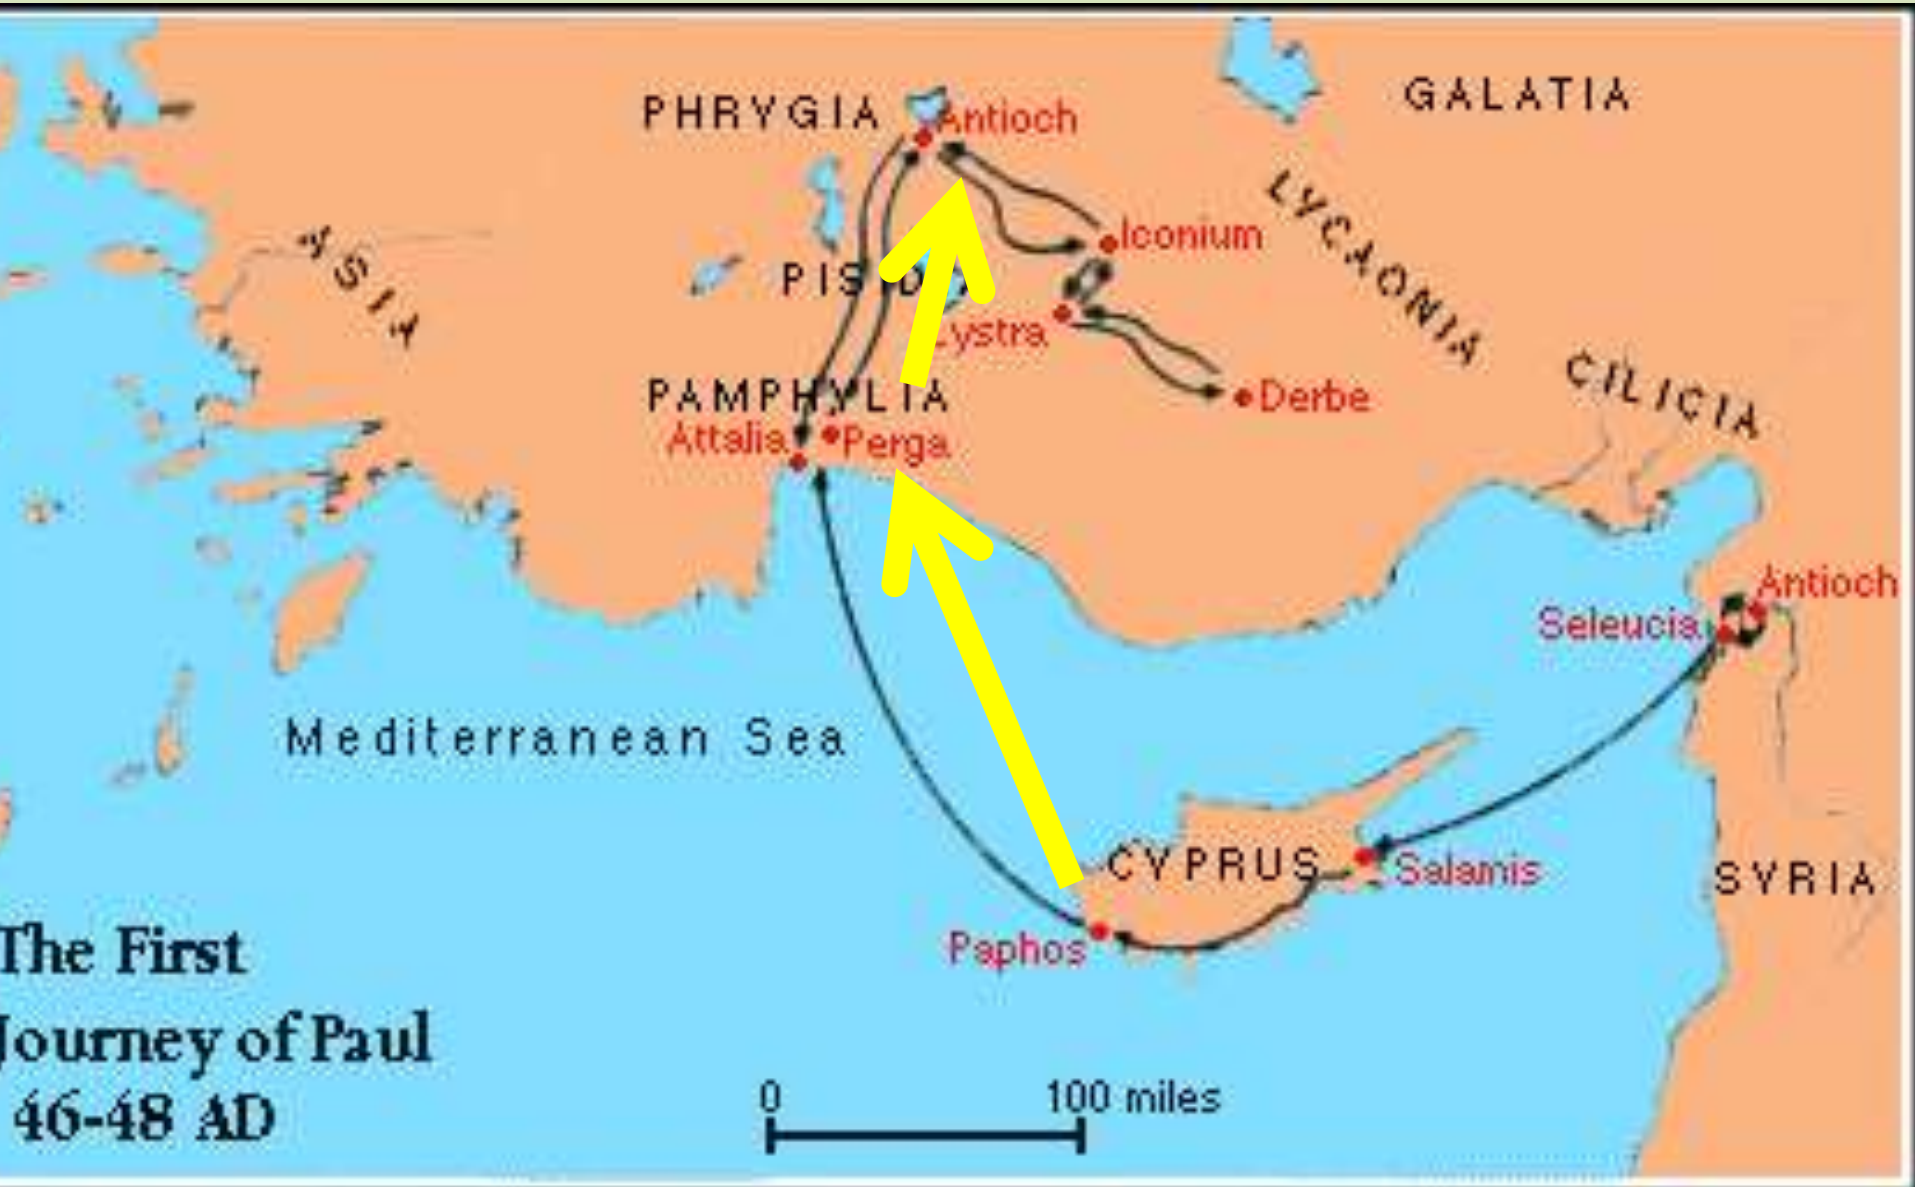 PHRYGIA
Antioch
GALATIA
LYCAONIA
Iconium
ASIA
PISID
Lystra
PAMPHYLIA
Derbe
CILICIA
Attalia
Perga
Antioch
Seleucia
Mediterranean Sea
CYPRUS
Salamis
SYRIA
Paphos
The First
Journey of Paul
46-48 AD
0 100 miles